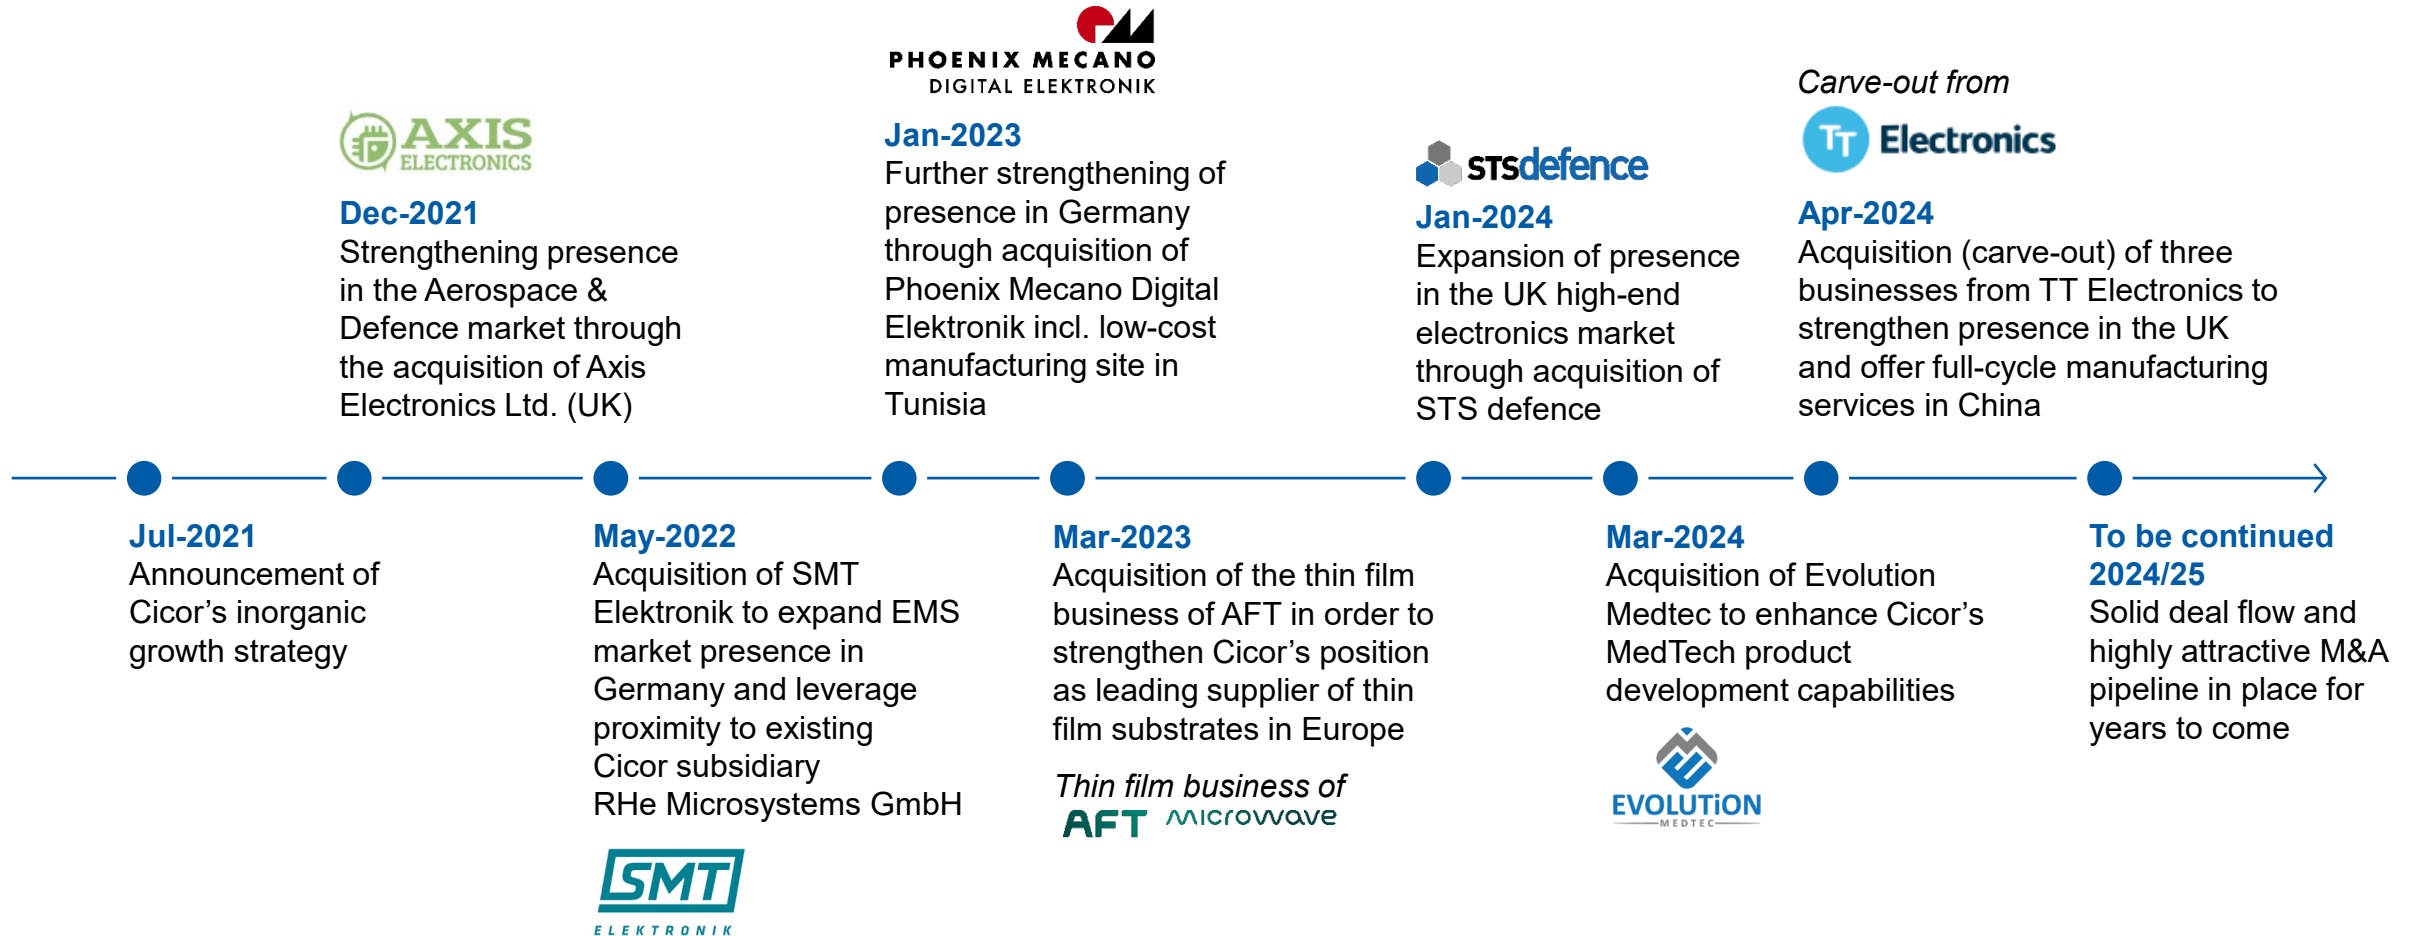 AXIS
ELECTRONICS
Dec-2021
Strengthening presence
in the Aerospace &
Defence market through
the acquisition of Axis
Electronics Ltd. (UK)
PHOENIX MECANO
DIGITAL ELEKTRONIK
Jan-2023
Further strengthening of
presence in Germany
through acquisition of
Phoenix Mecano Digital
Elektronik incl. low-cost
manufacturing site in
Tunisia
STSdefence
Jan-2024
Expansion of presence
in the UK high-end
electronics market
through acquisition of
STS defence
Carve-out from
TT Electronics
Apr-2024
Acquisition (carve-out) of three
businesses from TT Electronics to
strengthen presence in the UK
and offer full-cycle manufacturing
services in China
Jul-2021
Announcement of
Cicor’s inorganic
growth strategy
May-2022
Acquisition of SMT
Elektronik to expand EMS
market presence in
Germany and leverage
proximity to existing
Cicor subsidiary
RHe Microsystems GmbH
SMT
ELEKTRONIK
Mar-2023
Acquisition of the thin film
business of AFT in order to
strengthen Cicor’s position
as leading supplier of thin
film substrates in Europe
Thin film business of
AFT microwave
Mar-2024
Acquisition of Evolution
Medtec to enhance Cicor’s
MedTech product
development capabilities
EVOLUTiON
MEDTEC
To be continued
2024/25
Solid deal flow and
highly attractive M&A
pipeline in place for
years to come